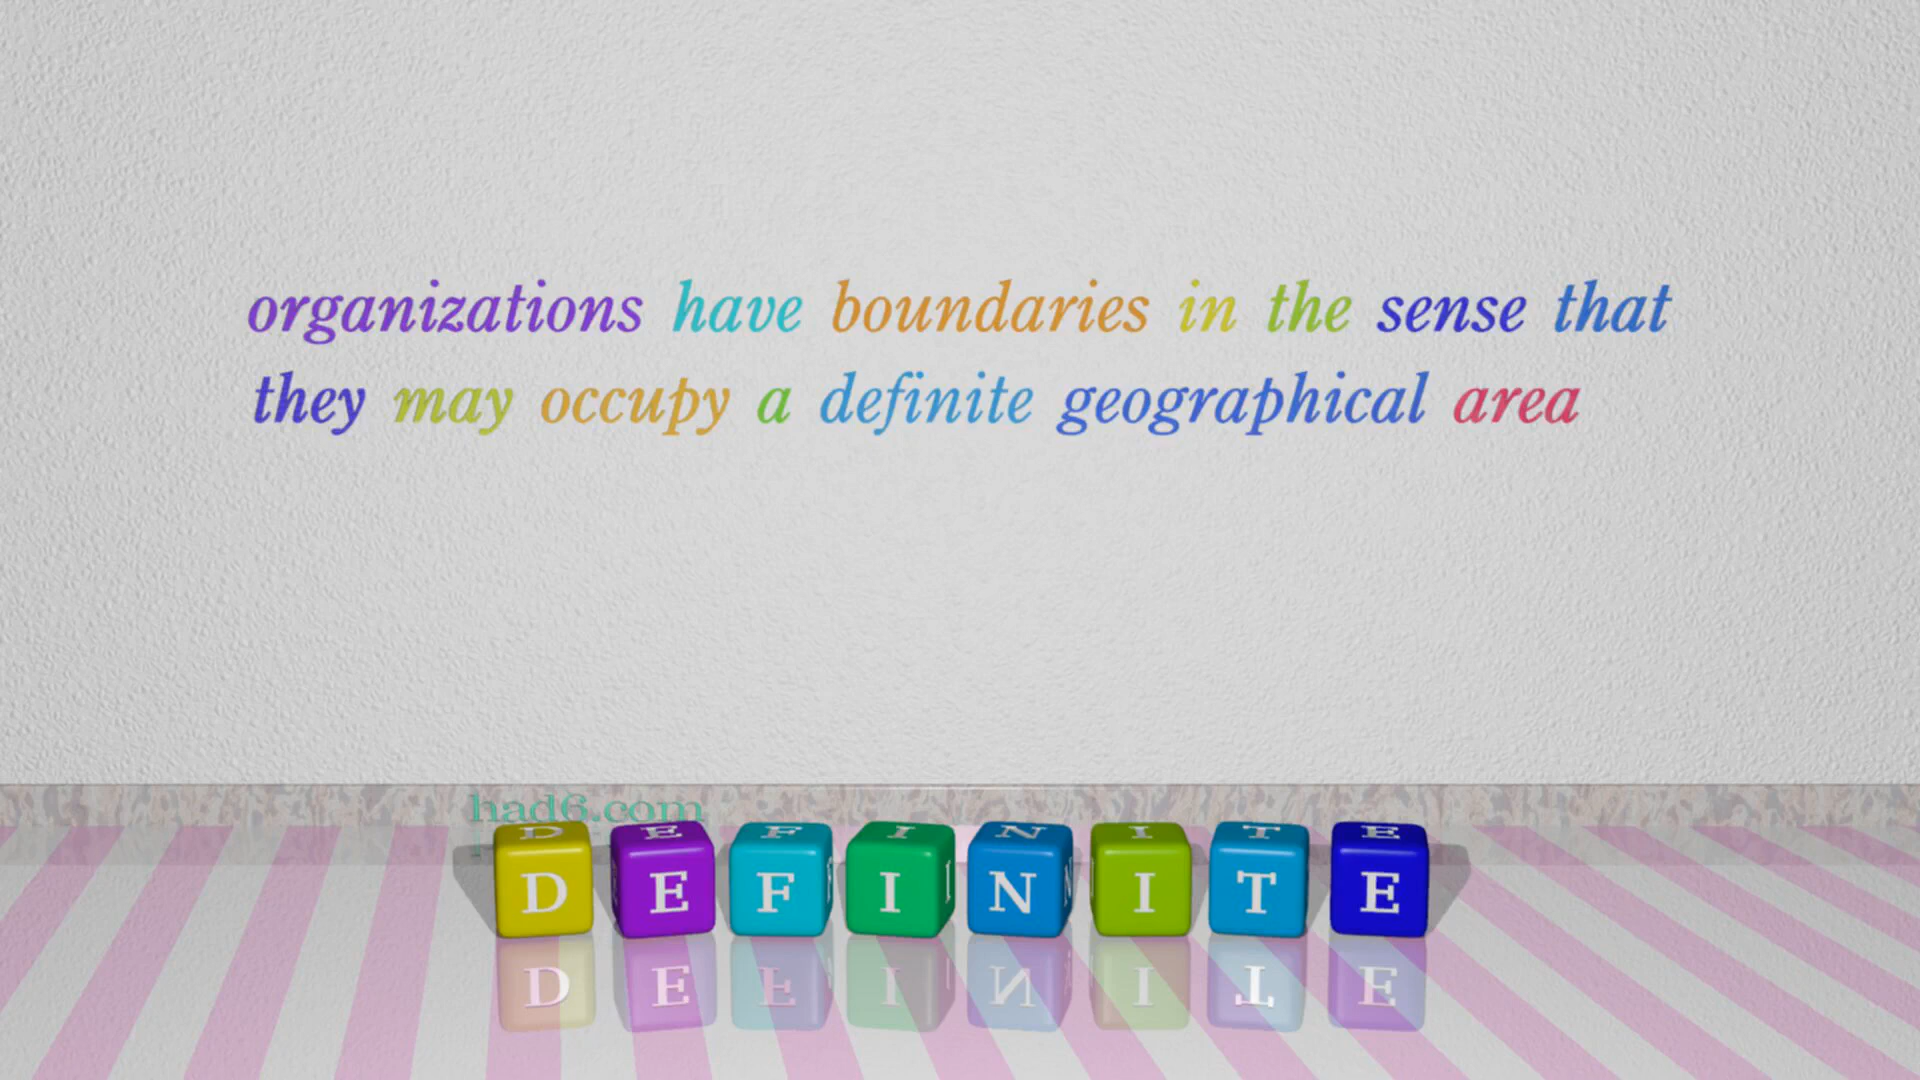 organizations have boundaries in the sense that
they may occupy a definite geographical area
had6.com
DEFINITE